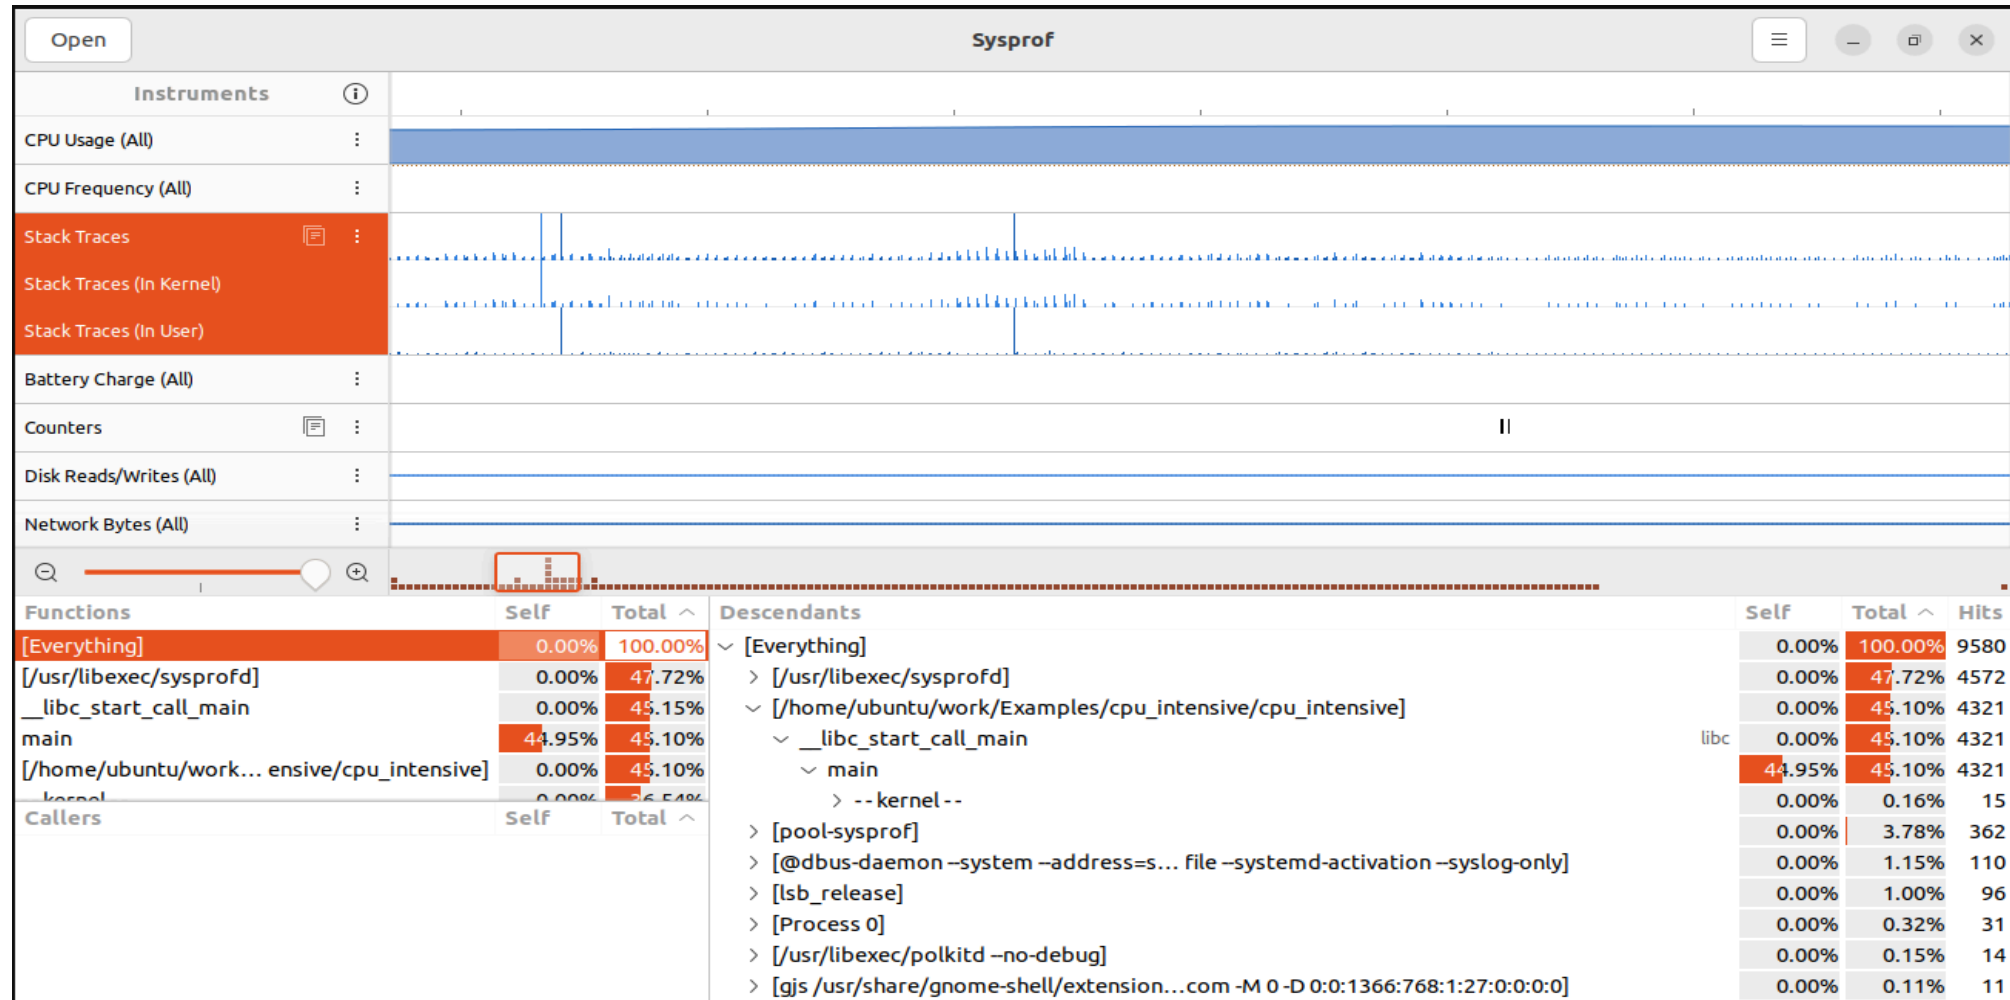 Open Sysprof
Instruments
CPU Usage (All)
CPU Frequency (All)
Stack Traces
Stack Traces (In Kernel)
Stack Traces (In User)
Battery Charge (All)
Counters
Disk Reads/Writes (All)
Network Bytes (All)
Functions Self Total
[Everything] 0.00% 100.00%
[/usr/libexec/sysprofd] 0.00% 47.72%
__libc_start_call_main 0.00% 45.15%
main 44.95% 45.10%
[/home/ubuntu/work... ensive/cpu_intensive] 0.00% 45.10%
--kernel-- 0.00% 36.54%
Callers Self Total
Descendants Self Total Hits
[Everything] 0.00% 100.00% 9580
[/usr/libexec/sysprofd] 0.00% 47.72% 4572
[/home/ubuntu/work/Examples/cpu_intensive/cpu_intensive] 0.00% 45.10% 4321
__libc_start_call_main libc 0.00% 45.10% 4321
main 44.95% 45.10% 4321
--kernel-- 0.00% 0.16% 15
[pool-sysprof] 0.00% 3.78% 362
[@dbus-daemon --system --address=s... file --systemd-activation --syslog-only] 0.00% 1.15% 110
[lsb_release] 0.00% 1.00% 96
[Process 0] 0.00% 0.32% 31
[/usr/libexec/polkitd --no-debug] 0.00% 0.15% 14
[gjs /usr/share/gnome-shell/extension...com -M 0 -D 0:0:1366:768:1:27:0:0:0:0] 0.00% 0.11% 11